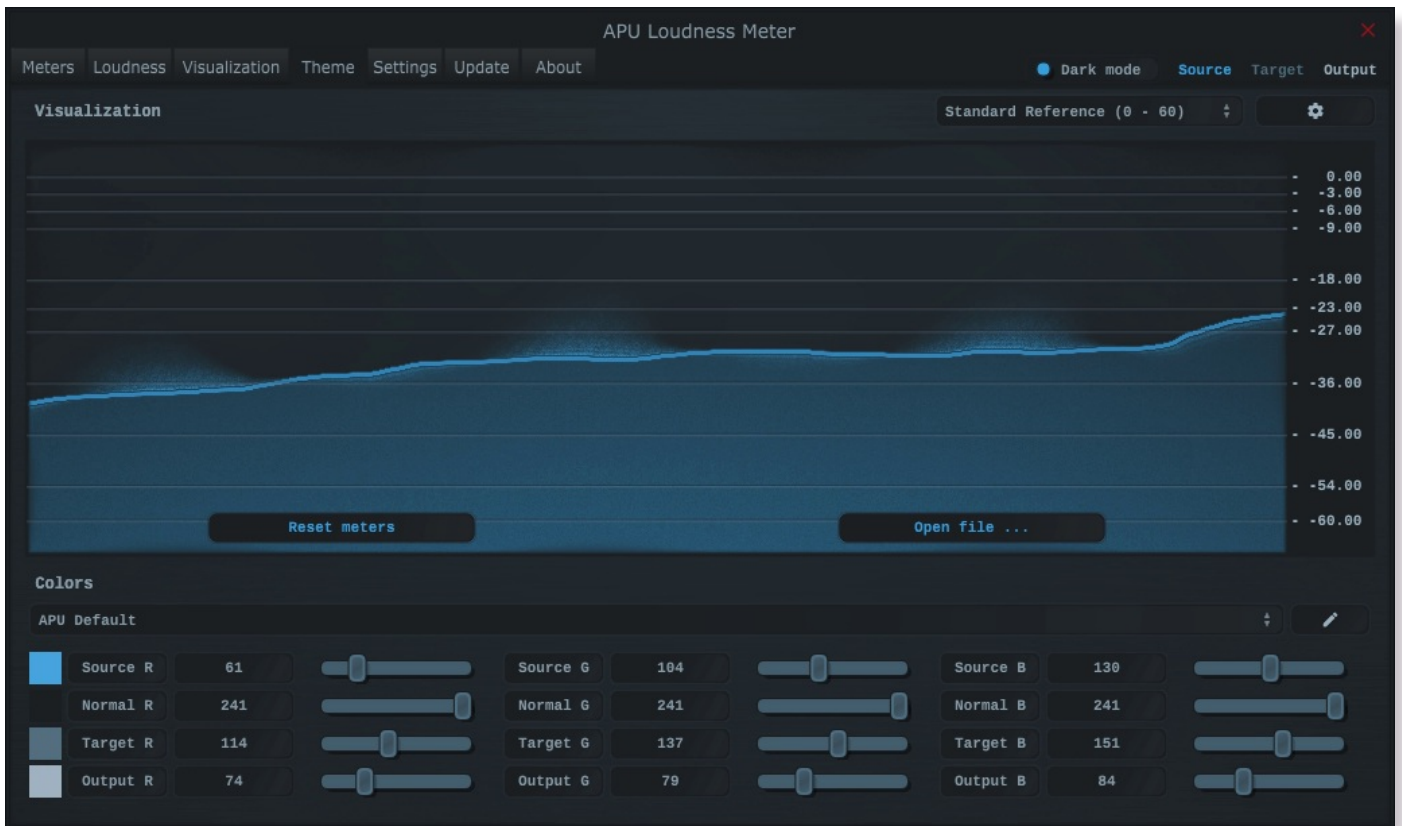 APU Loudness Meter
Meters Loudness Visualization Theme Settings Update About Dark mode Source Target Output
Visualization Standard Reference (0 - 60)
- 0.00
- -3.00
- -6.00
- -9.00
- -18.00
- -23.00
- -27.00
- -36.00
- -45.00
- -54.00
- -60.00
Reset meters Open file ...
Colors
APU Default
Source R 61 Source G 104 Source B 130
Normal R 241 Normal G 241 Normal B 241
Target R 114 Target G 137 Target B 151
Output R 74 Output G 79 Output B 84